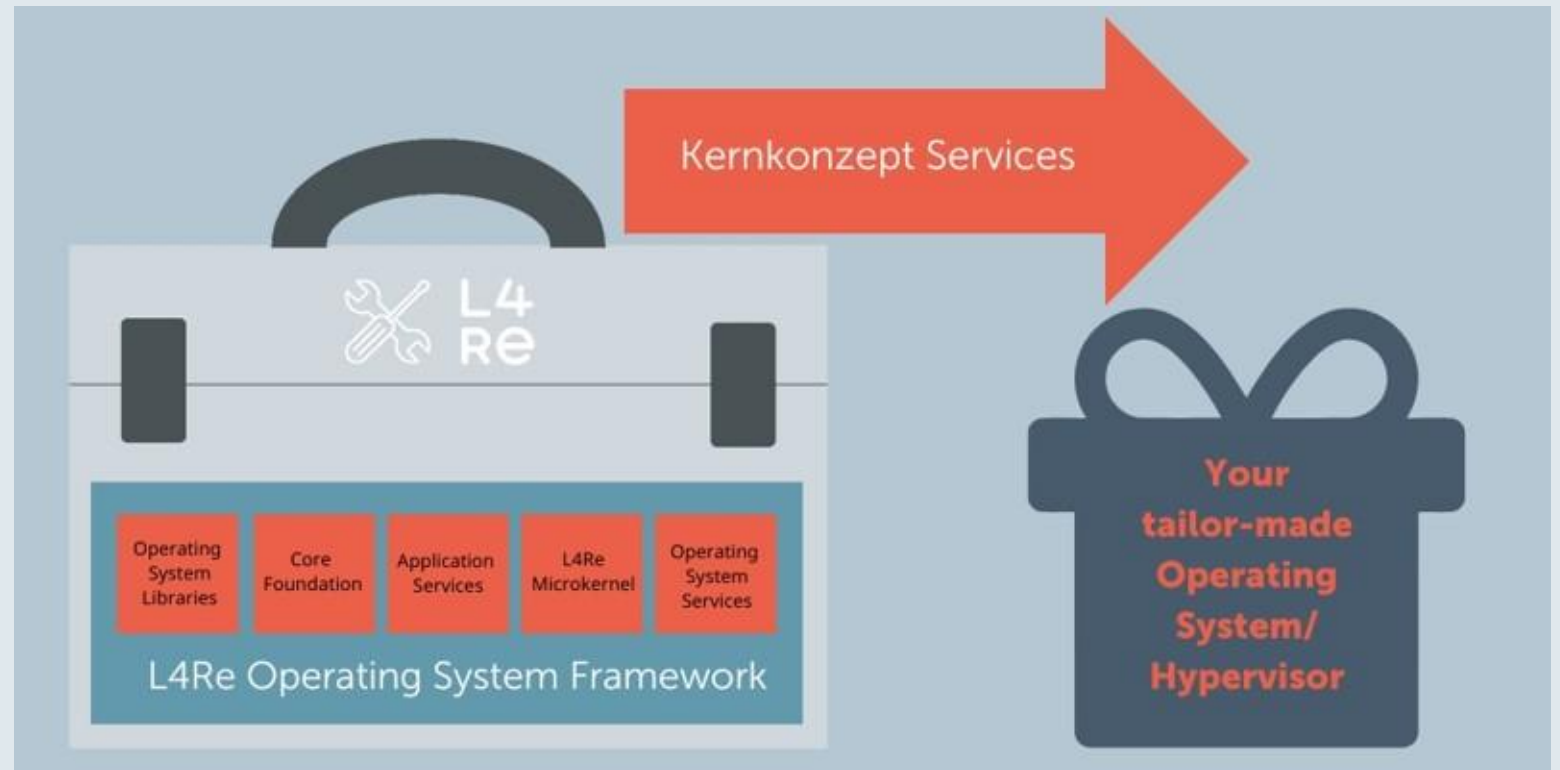 Kernkonzept Services
L4
Re
Operating
System
Libraries
Core
Foundation
Application
Services
L4Re
Microkernel
Operating
System
Services
L4Re Operating System Framework
Your
tailor-made
Operating
System/
Hypervisor